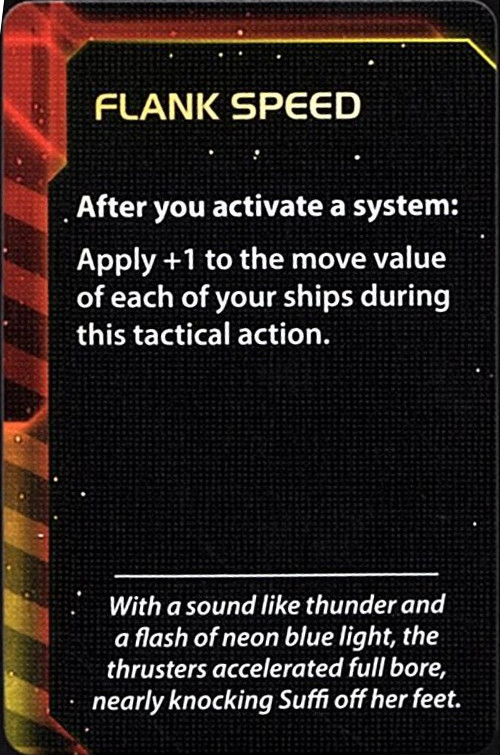 FLANK SPEED
After you activate a system:
Apply +1 to the move value
of each of your ships during
this tactical action.
With a sound like thunder and
a flash of neon blue light, the
thrusters accelerated full bore,
nearly knocking Suffi off her feet.